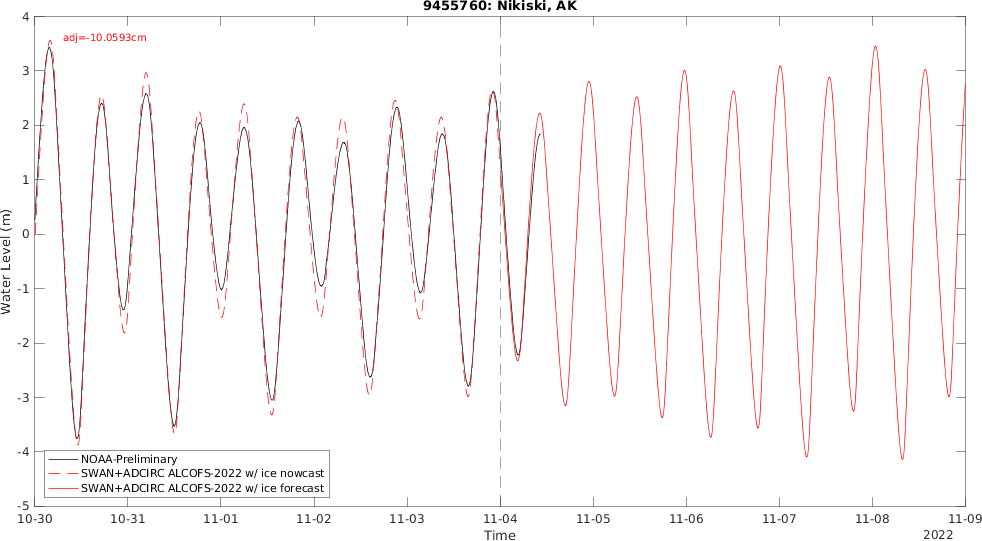 9455760: Nikiski, AK
adj=-10.0593cm
4
3
2
1
0
-1
-2
-3
-4
-5
Water Level (m)
NOAA-Preliminary
SWAN+ADCIRC ALCOFS-2022 w/ ice nowcast
SWAN+ADCIRC ALCOFS-2022 w/ ice forecast
10-30 10-31 11-01 11-02 11-03 11-04 11-05 11-06 11-07 11-08 11-09
Time
2022